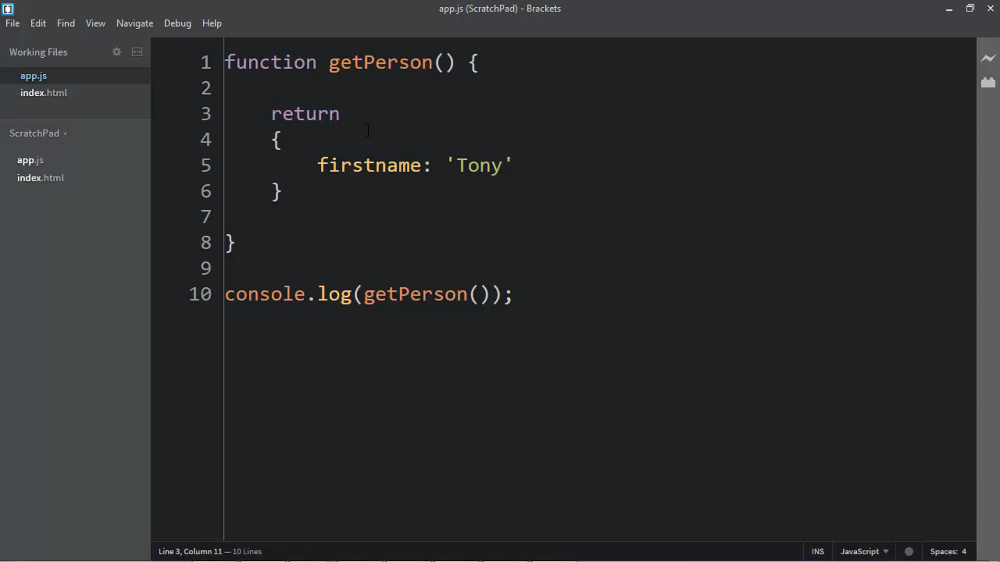 app.js (ScratchPad) - Brackets
File Edit Find View Navigate Debug Help
Working Files
app.js
index.html
ScratchPad
app.js
index.html
1 function getPerson() {
2
3     return
4     {
5         firstname: 'Tony'
6     }
7
8 }
9
10 console.log(getPerson());
Line 3, Column 11 — 10 Lines
INS JavaScript Spaces: 4